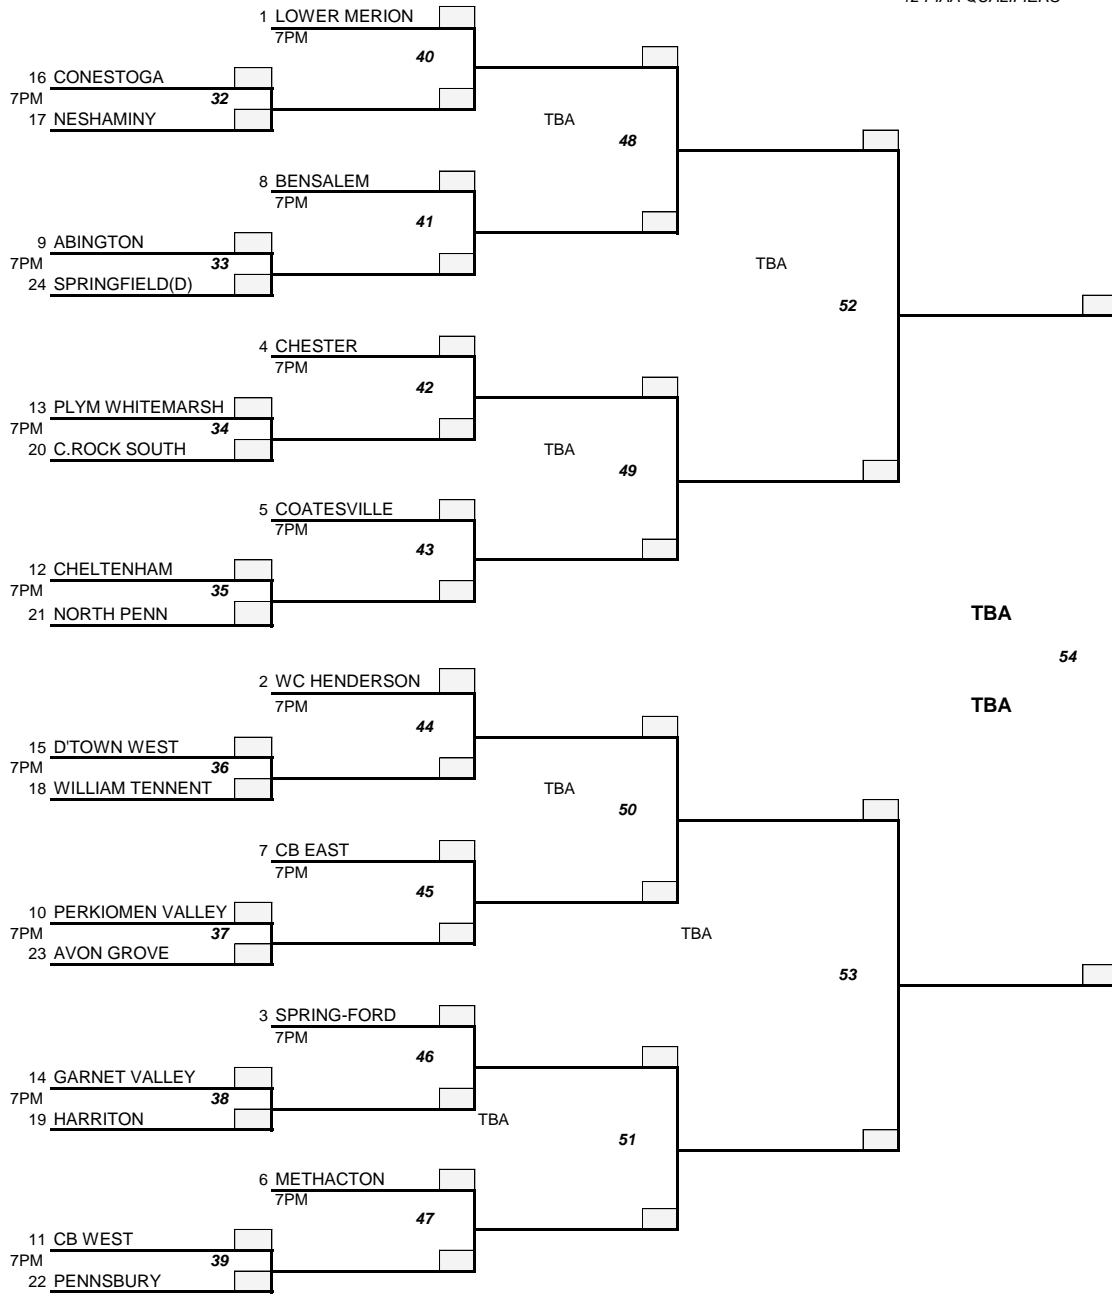 1 LOWER MERION
7PM
40
16 CONESTOGA
7PM
32
17 NESHAMINY
TBA
48
8 BENSALEM
7PM
41
9 ABINGTON
7PM
33
24 SPRINGFIELD(D)
TBA
52
4 CHESTER
7PM
42
13 PLYM WHITEMARSH
7PM
34
20 C.ROCK SOUTH
TBA
49
5 COATESVILLE
7PM
43
12 CHELTENHAM
7PM
35
21 NORTH PENN
TBA
54
TBA
2 WC HENDERSON
7PM
44
15 D'TOWN WEST
7PM
36
18 WILLIAM TENNENT
TBA
50
7 CB EAST
7PM
45
10 PERKIOMEN VALLEY
7PM
37
23 AVON GROVE
TBA
53
3 SPRING-FORD
7PM
46
14 GARNET VALLEY
7PM
38
19 HARRITON
TBA
51
6 METHACTON
7PM
47
11 CB WEST
7PM
39
22 PENNSBURY